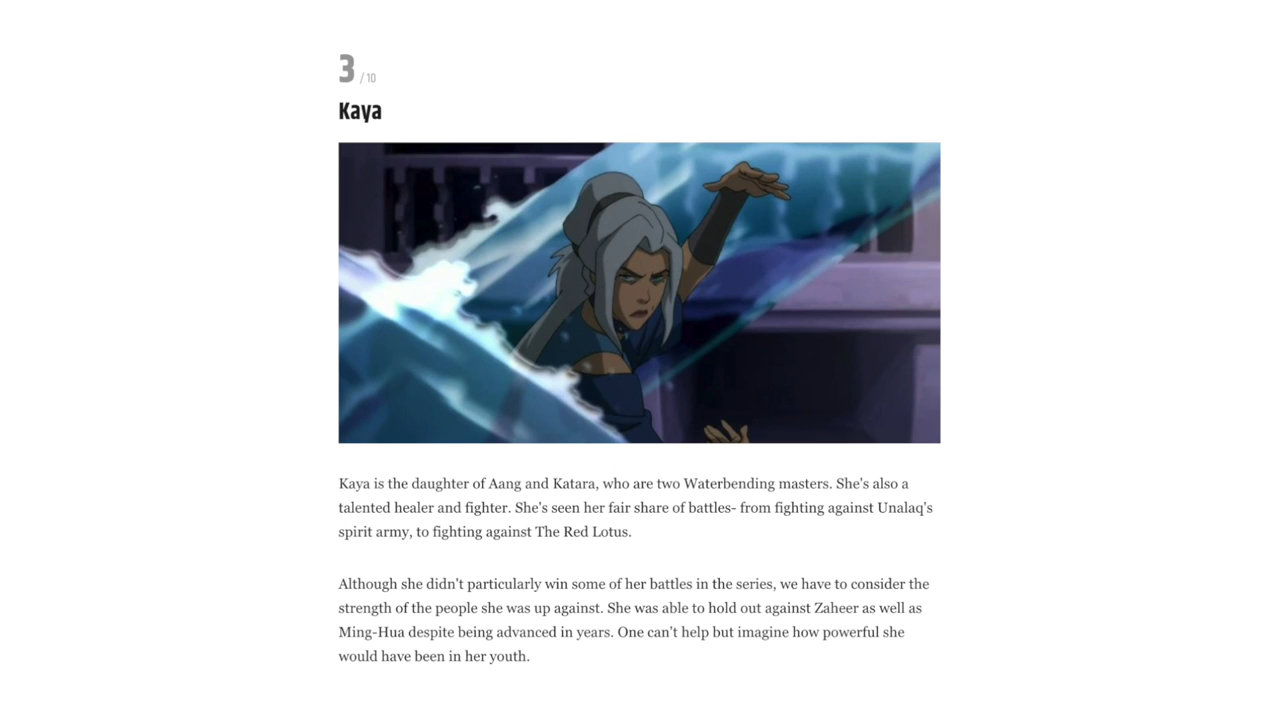 3 / 10
Kaya
Kaya is the daughter of Aang and Katara, who are two Waterbending masters. She's also a
talented healer and fighter. She's seen her fair share of battles- from fighting against Unalaq's
spirit army, to fighting against The Red Lotus.
Although she didn't particularly win some of her battles in the series, we have to consider the
strength of the people she was up against. She was able to hold out against Zaheer as well as
Ming-Hua despite being advanced in years. One can't help but imagine how powerful she
would have been in her youth.